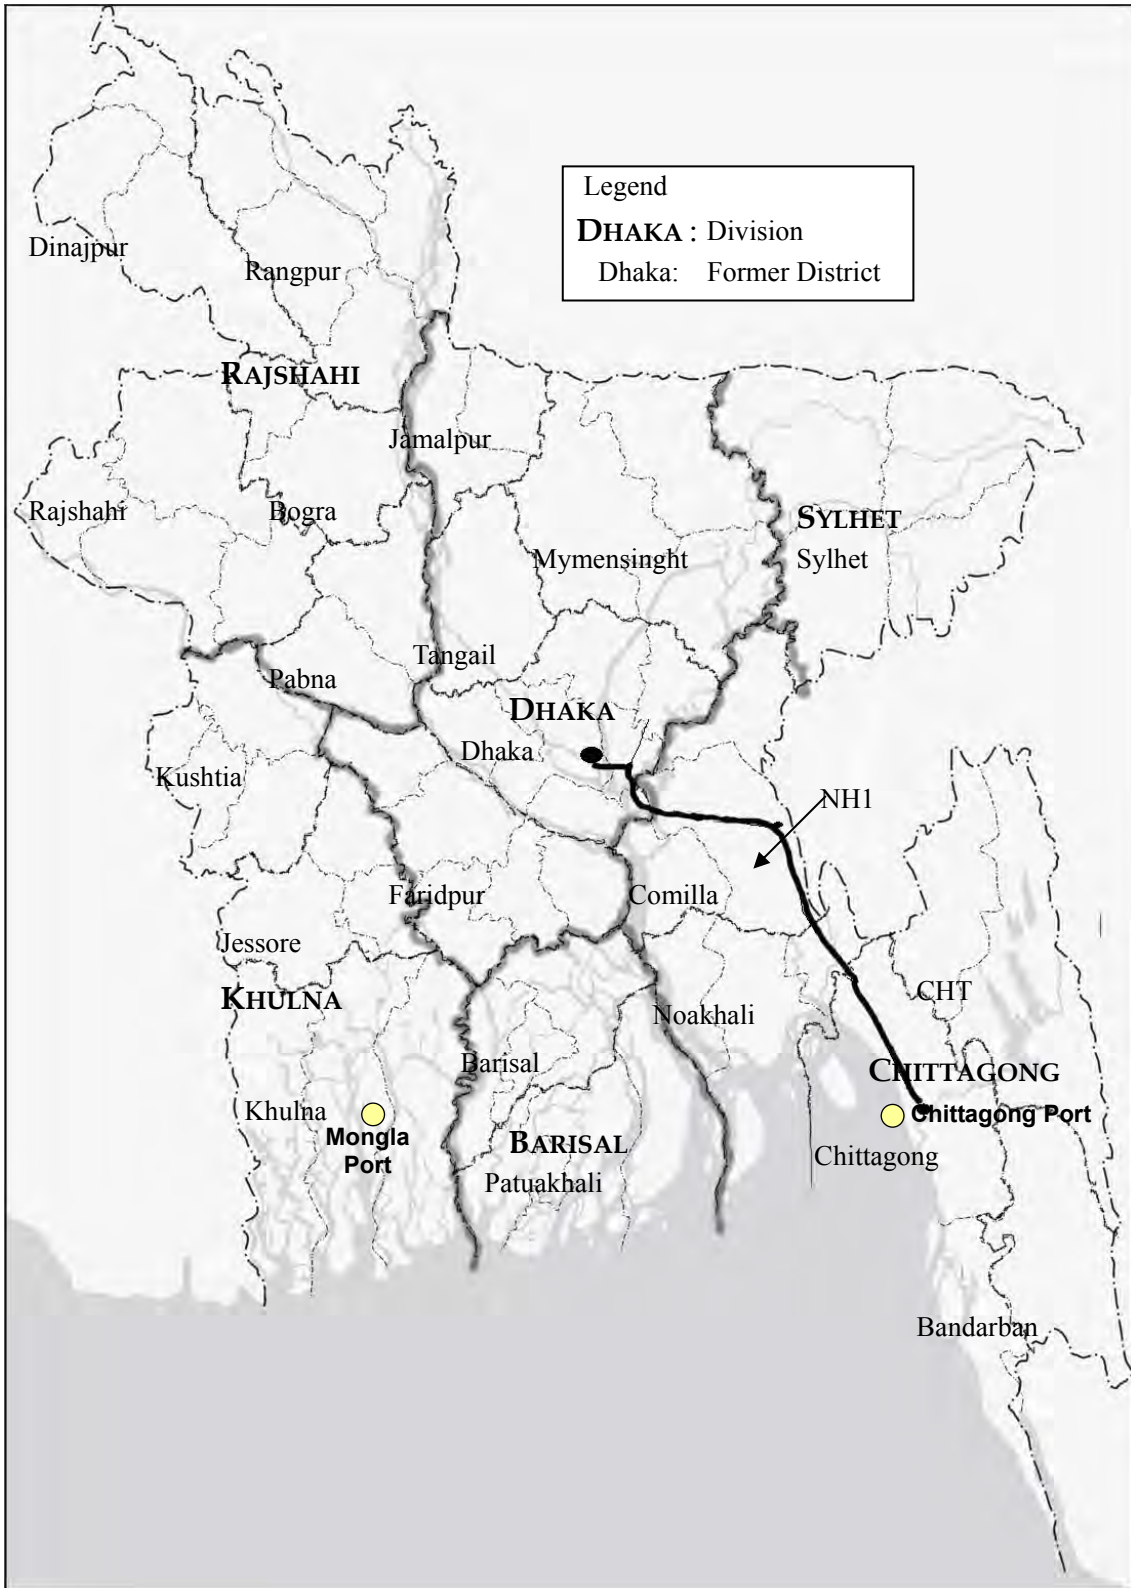 Legend
DHAKA : Division
Dhaka: Former District
Dinajpur
Rangpur
RAJSHAHI
Jamalpur
Rajshahi
Bogra
SYLHET
Mymensinght
Sylhet
Tangail
Pabna
DHAKA
Dhaka
Kushtia
NH1
Faridpur
Comilla
Jessore
KHULNA
CHT
Noakhali
Barisal
CHITTAGONG
Khulna
Chittagong Port
Mongla
Port
BARISAL
Chittagong
Patuakhali
Bandarban